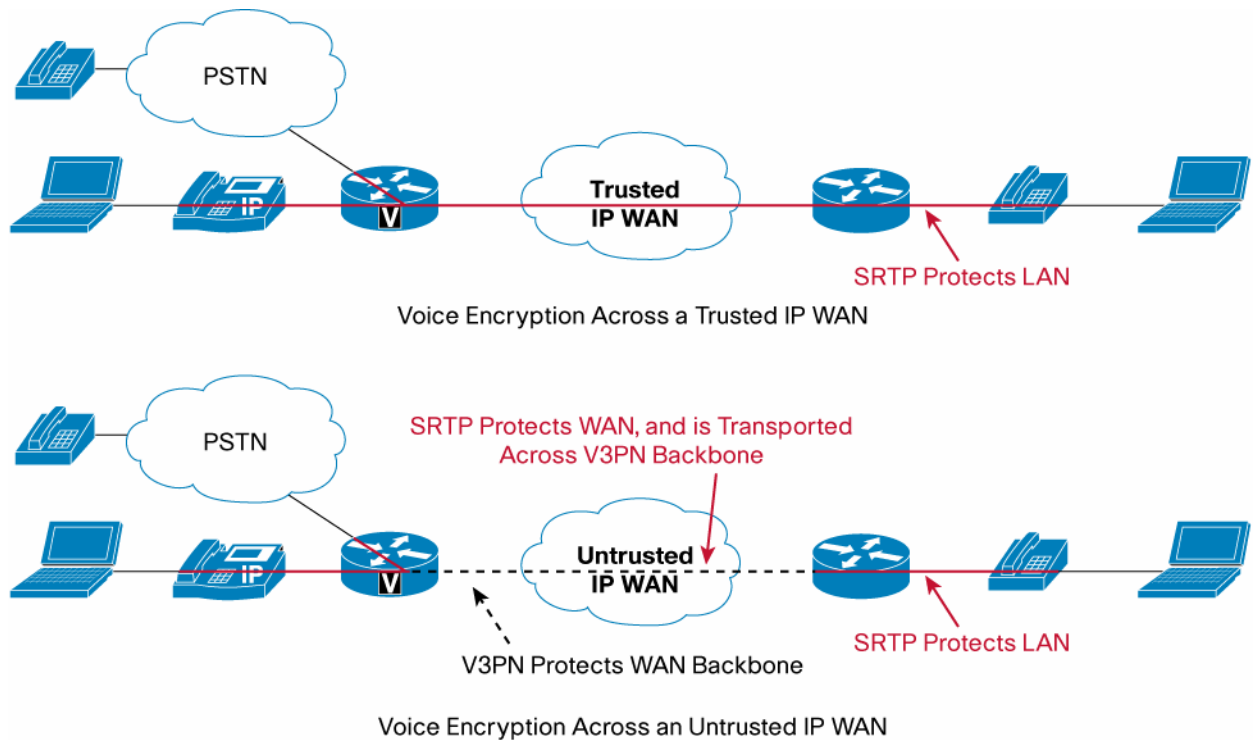 PSTN
IP
V
Trusted
IP WAN
SRTP Protects LAN
Voice Encryption Across a Trusted IP WAN
SRTP Protects WAN, and is Transported
Across V3PN Backbone
PSTN
IP
V
Untrusted
IP WAN
SRTP Protects LAN
V3PN Protects WAN Backbone
Voice Encryption Across an Untrusted IP WAN